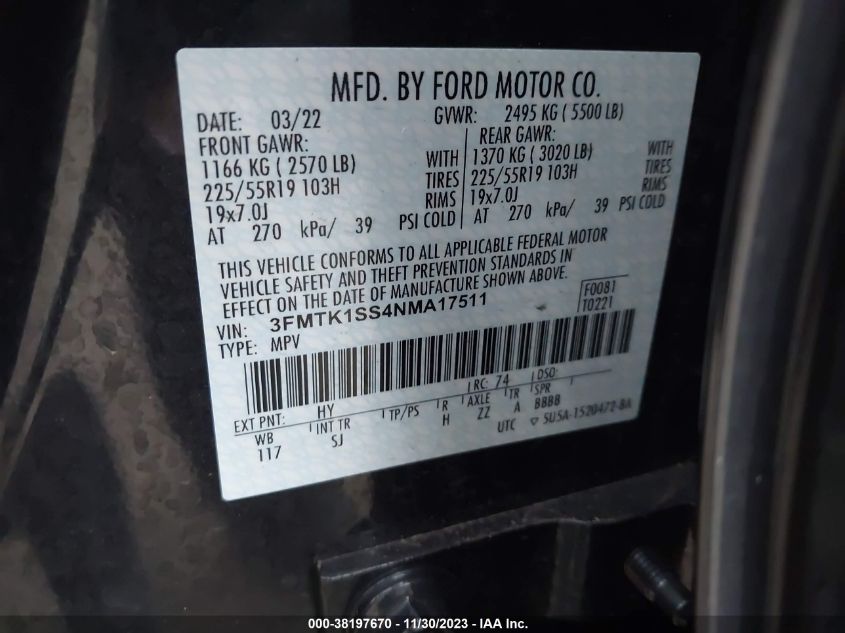 MFD. BY FORD MOTOR CO.
DATE: 03/22 GVWR: 2495 KG ( 5500 LB)
FRONT GAWR: REAR GAWR:
1166 KG ( 2570 LB) WITH 1370 KG ( 3020 LB) WITH
225/55R19 103H TIRES 225/55R19 103H TIRES
19x7.0J RIMS 19x7.0J RIMS
AT 270 kPa/ 39 PSI COLD AT 270 kPa/ 39 PSI COLD
THIS VEHICLE CONFORMS TO ALL APPLICABLE FEDERAL MOTOR
VEHICLE SAFETY AND THEFT PREVENTION STANDARDS IN
EFFECT ON THE DATE OF MANUFACTURE SHOWN ABOVE.
VIN: 3FMTK1SS4NMA17511 F0081
TYPE: MPV T0221
EXT PNT: HY RC: 74 DSO:
WB INT TR TP/PS R AXLE TR SPR
117 SJ H ZZ A BBBB
UTC ▽ SU5A-1520472-BA
000-38197670 - 11/30/2023 - IAA Inc.